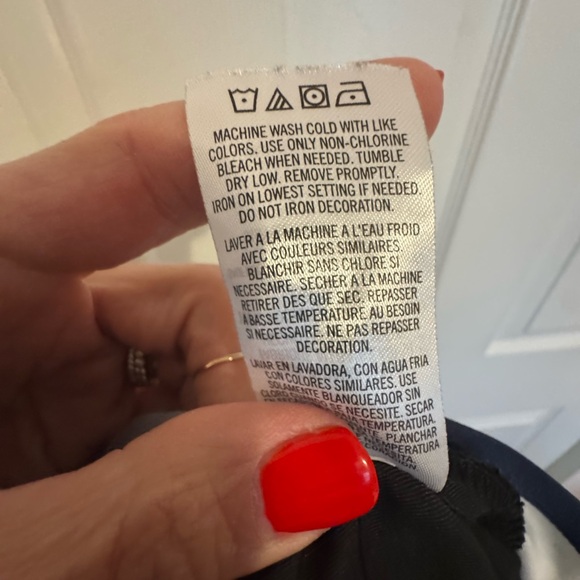 MACHINE WASH COLD WITH LIKE
COLORS. USE ONLY NON-CHLORINE
BLEACH WHEN NEEDED. TUMBLE
DRY LOW. REMOVE PROMPTLY.
IRON ON LOWEST SETTING IF NEEDED.
DO NOT IRON DECORATION.
LAVER A LA MACHINE A L'EAU FROID
AVEC COULEURS SIMILAIRES.
BLANCHIR SANS CHLORE SI
NECESSAIRE. SECHER A LA MACHINE
RETIRER DES QUE SEC. REPASSER
A BASSE TEMPERATURE AU BESOIN
SI NECESSAIRE. NE PAS REPASSER
DECORATION.
LAVAR EN LAVADORA, CON AGUA FRIA
CON COLORES SIMILARES. USE
SOLAMENTE BLANQUEADOR SIN
SE NECESITE. SECAR
TEMPERATURA.
PLANCHAR